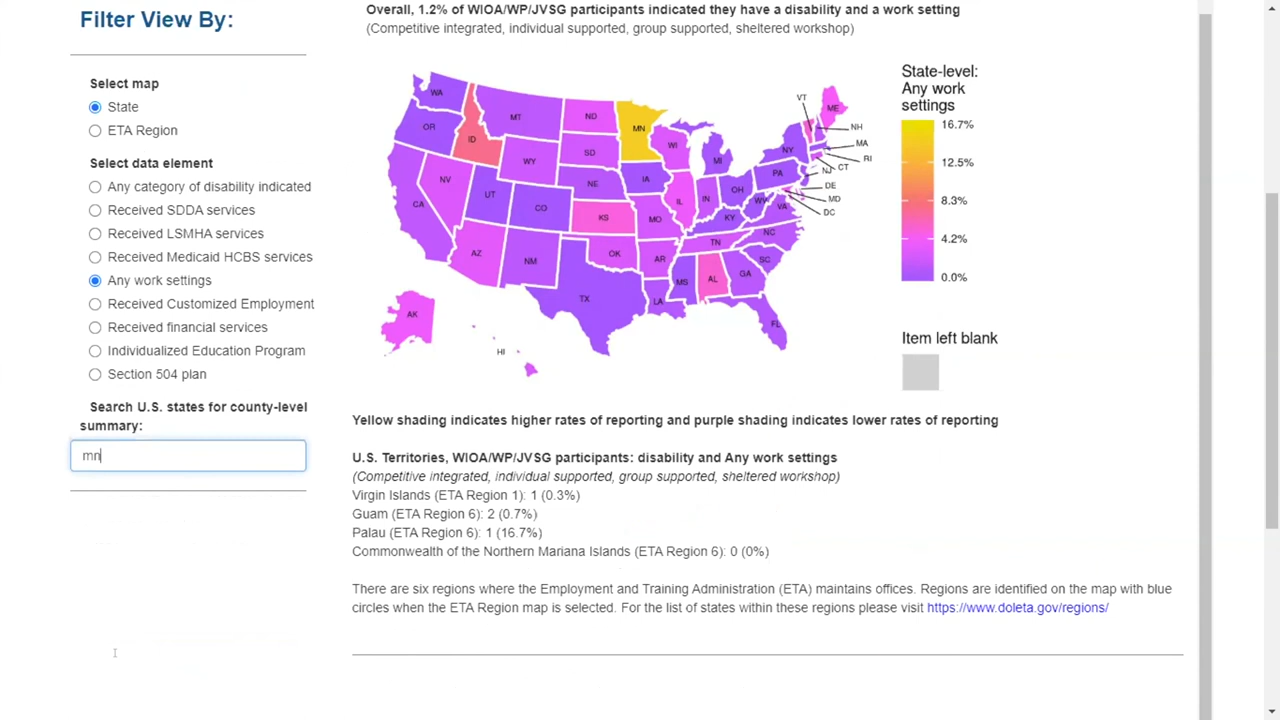 Filter View By:
Select map
State
ETA Region
Select data element
Any category of disability indicated
Received SDDA services
Received LSMHA services
Received Medicaid HCBS services
Any work settings
Received Customized Employment
Received financial services
Individualized Education Program
Section 504 plan
Search U.S. states for county-level
summary:
mn
Overall, 1.2% of WIOA/WP/JVSG participants indicated they have a disability and a work setting
(Competitive integrated, individual supported, group supported, sheltered workshop)
WA
OR
ID
MT
ND
MN
WI
SD
WY
NV
CA
UT
CO
NE
IA
KS
MO
IL
IN
MI
OH
KY
WV
VA
PA
NY
VT
ME
NH
MA
RI
CT
NJ
DE
MD
DC
NC
TN
SC
GA
AL
MS
AR
LA
OK
TX
NM
AZ
FL
AK
HI
State-level:
Any work
settings
16.7%
12.5%
8.3%
4.2%
0.0%
Item left blank
Yellow shading indicates higher rates of reporting and purple shading indicates lower rates of reporting
U.S. Territories, WIOA/WP/JVSG participants: disability and Any work settings
(Competitive integrated, individual supported, group supported, sheltered workshop)
Virgin Islands (ETA Region 1): 1 (0.3%)
Guam (ETA Region 6): 2 (0.7%)
Palau (ETA Region 6): 1 (16.7%)
Commonwealth of the Northern Mariana Islands (ETA Region 6): 0 (0%)
There are six regions where the Employment and Training Administration (ETA) maintains offices. Regions are identified on the map with blue
circles when the ETA Region map is selected. For the list of states within these regions please visit https://www.doleta.gov/regions/